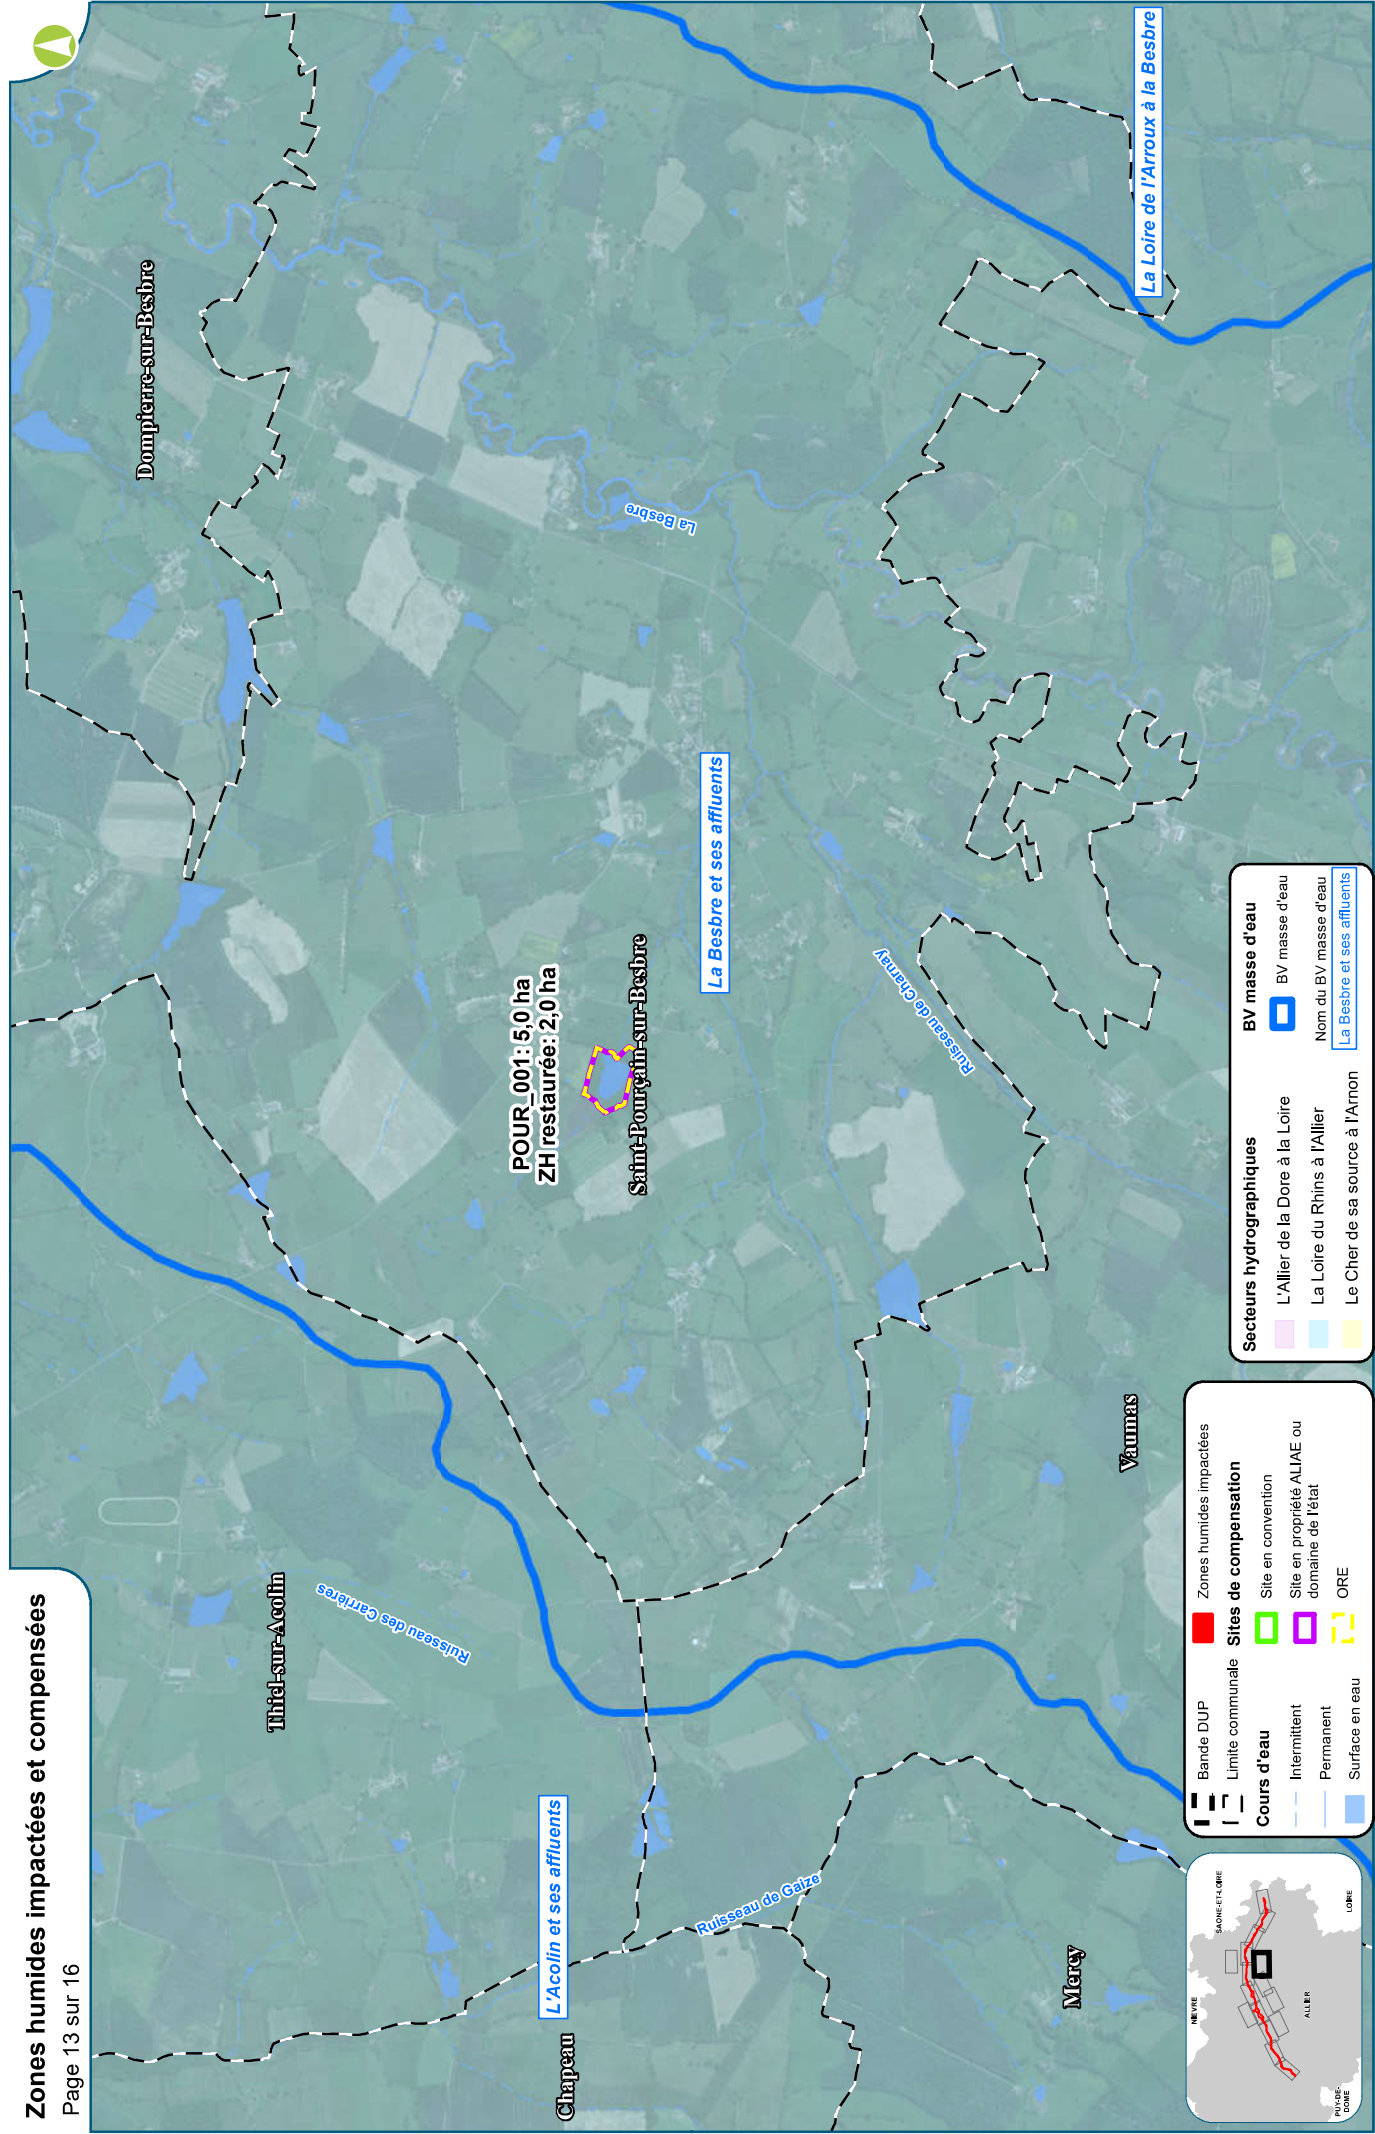 Zones humides impactées et compensées
Page 13 sur 16
Dompierre-sur-Besbre
La Loire de l'Arroux à la Besbre
La Besbre
La Besbre et ses affluents
POUR_001: 5,0 ha
ZH restaurée: 2,0 ha
Saint-Pourçain-sur-Besbre
Ruisseau de Charnay
Thiel-sur-Acolin
Ruisseau des Carrières
L'Acolin et ses affluents
Ruisseau de Gaize
Chapeau
Mercy
Vaumas
NIEVRE
SAONE-ET-LOIRE
ALLIER
LOIRE
PUY-DE-
DOME
Bande DUP
Limite communale
Cours d'eau
Intermittent
Permanent
Surface en eau
Zones humides impactées
Sites de compensation
Site en convention
Site en propriété ALIAE ou
domaine de l'état
ORE
Secteurs hydrographiques
L'Allier de la Dore à la Loire
La Loire du Rhins à l'Allier
Le Cher de sa source à l'Arnon
BV masse d'eau
BV masse d'eau
Nom du BV masse d'eau
La Besbre et ses affluents